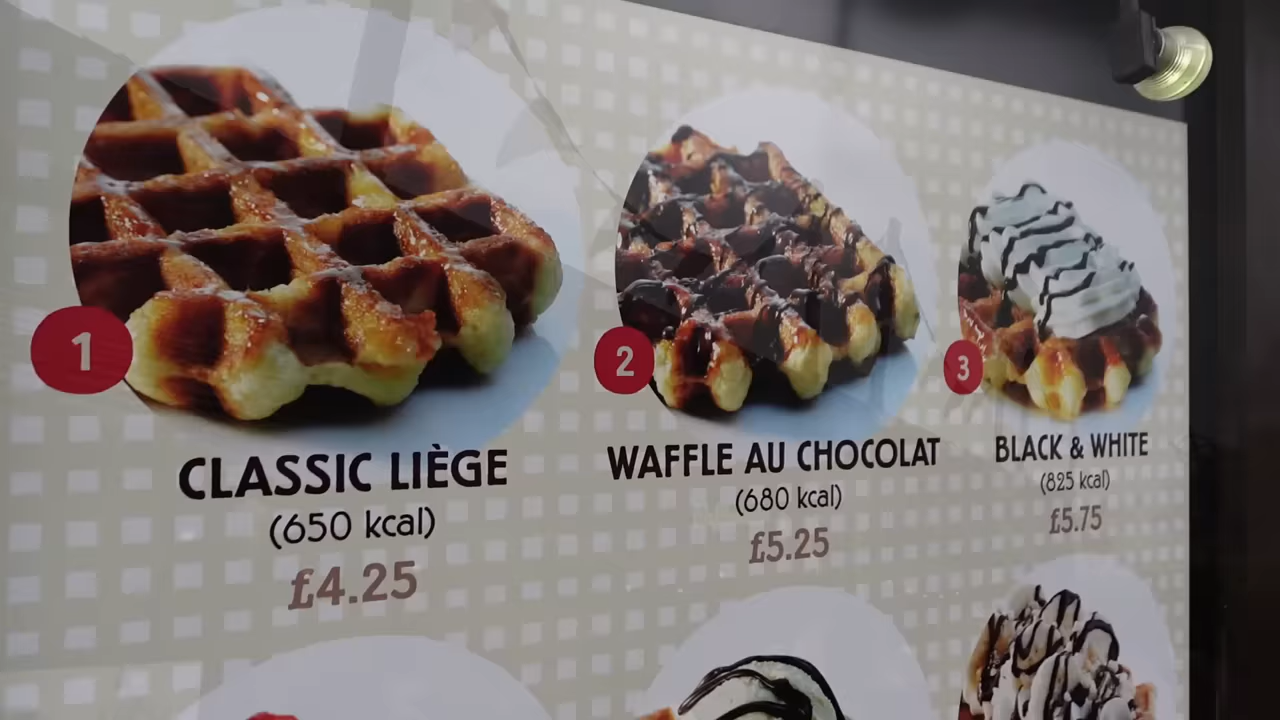 1
CLASSIC LIÈGE
(650 kcal)
£4.25
2
WAFFLE AU CHOCOLAT
(680 kcal)
£5.25
3
BLACK & WHITE
(825 kcal)
£5.75